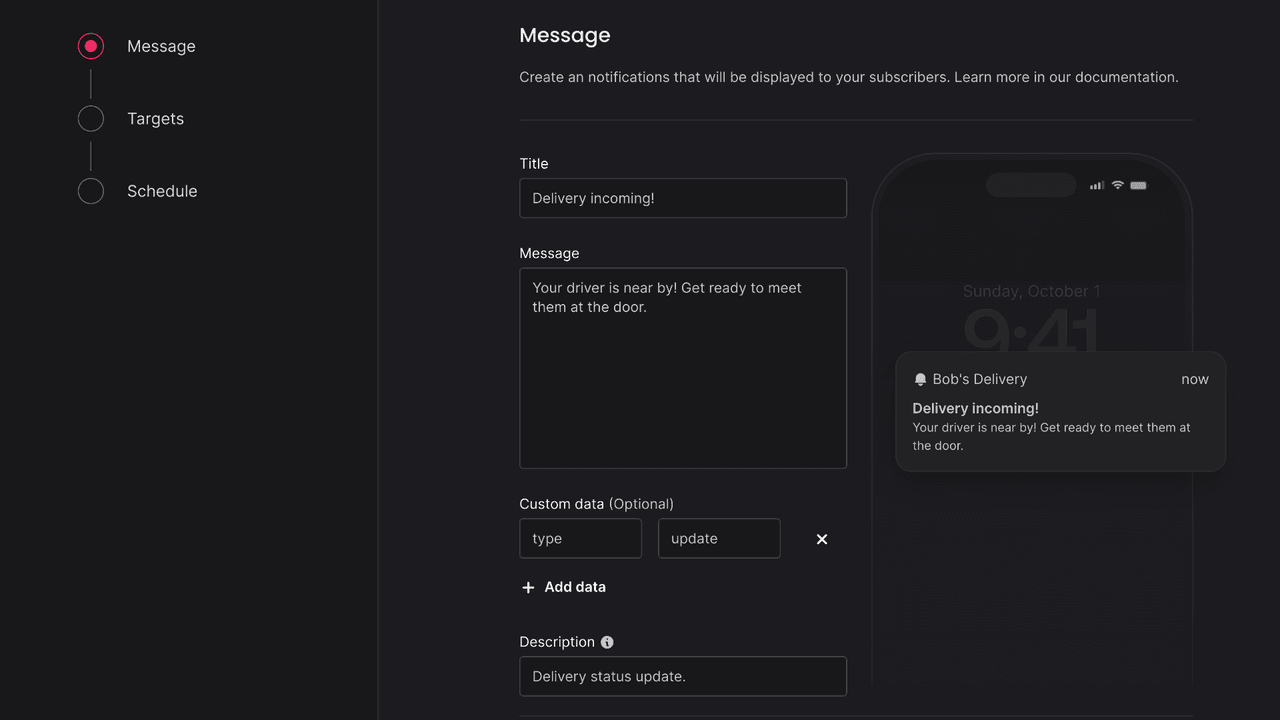 Message
Targets
Schedule
Message
Create an notifications that will be displayed to your subscribers. Learn more in our documentation.
Title
Delivery incoming!
Message
Your driver is near by! Get ready to meet
them at the door.
Custom data (Optional)
type
update
Add data
Description
Delivery status update.
Sunday, October 1
9:41
Bob's Delivery
now
Delivery incoming!
Your driver is near by! Get ready to meet them at
the door.